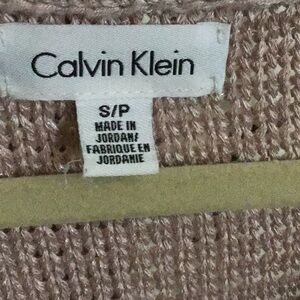 Calvin Klein
S/P
MADE IN
JORDAN/
FABRIQUE EN
JORDANIE